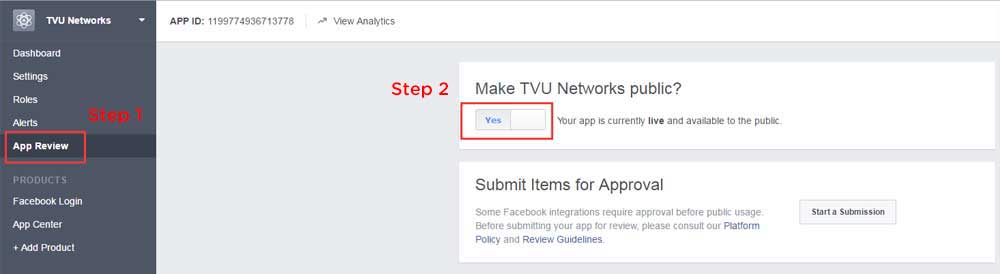 TVU Networks
APP ID: 1199774936713778
View Analytics
Dashboard
Settings
Roles
Step 1
Alerts
App Review
PRODUCTS
Facebook Login
App Center
+ Add Product
Step 2
Make TVU Networks public?
Yes
Your app is currently live and available to the public.
Submit Items for Approval
Some Facebook integrations require approval before public usage.
Before submitting your app for review, please consult our Platform
Policy and Review Guidelines.
Start a Submission